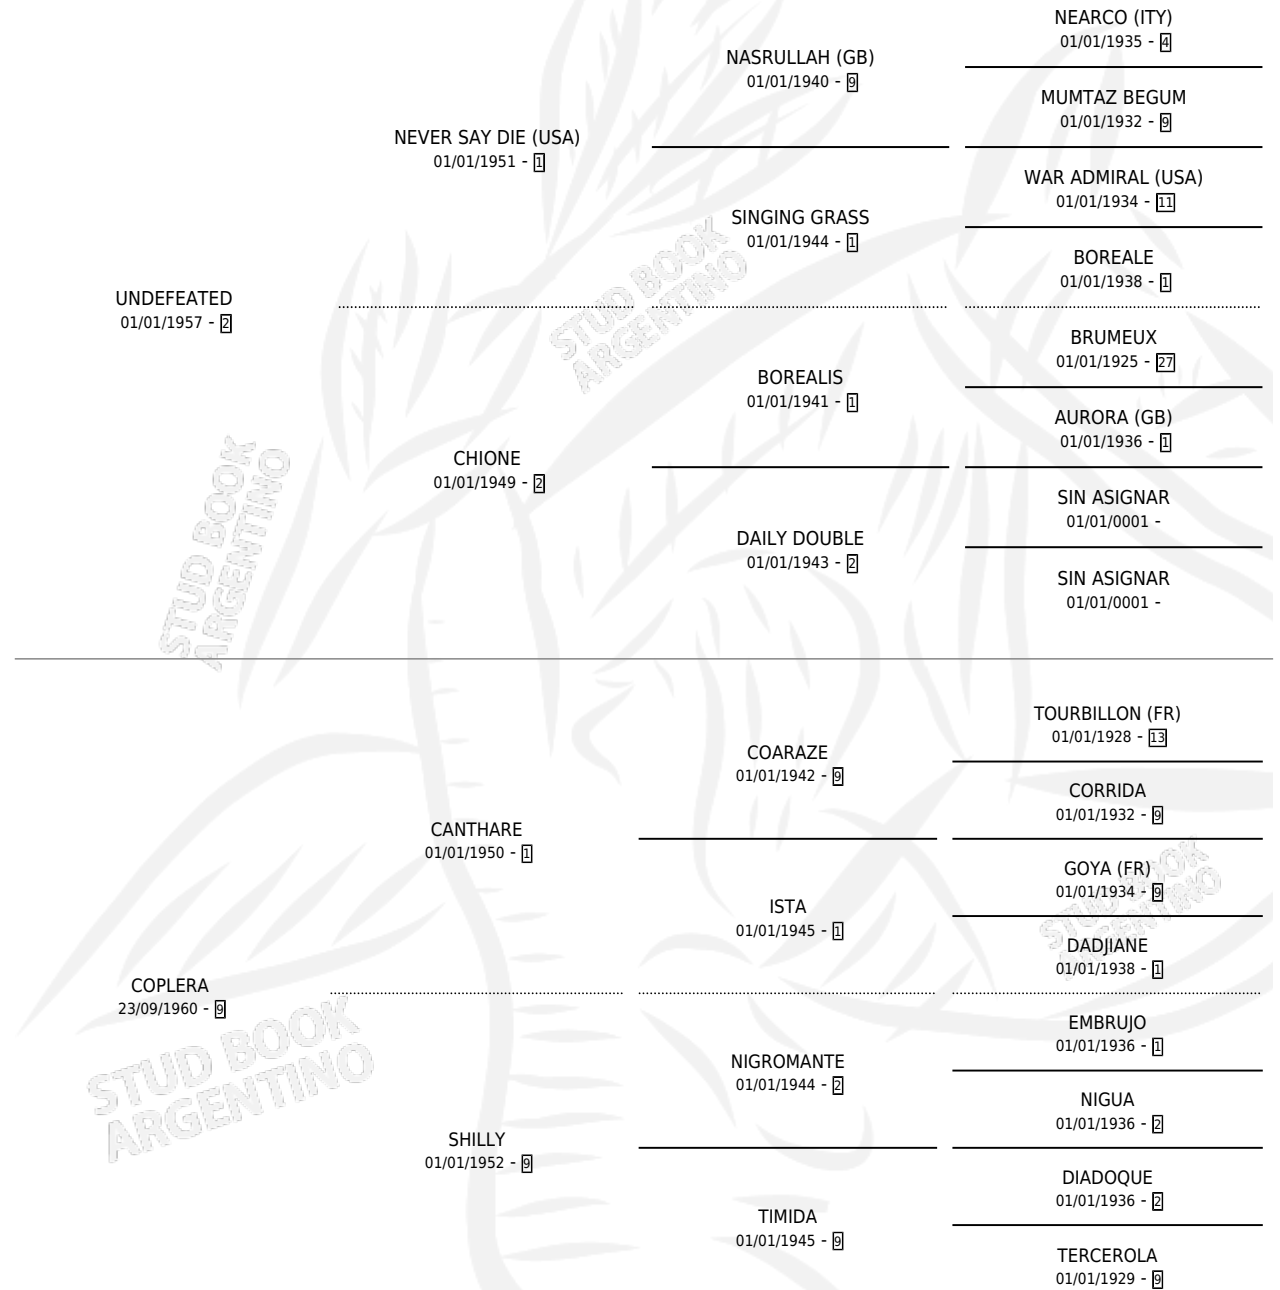 NEARCO (ITY)
01/01/1935 - 4
NASRULLAH (GB)
01/01/1940 - 9
MUMTAZ BEGUM
01/01/1932 - 9
NEVER SAY DIE (USA)
01/01/1951 - 1
WAR ADMIRAL (USA)
01/01/1934 - 11
SINGING GRASS
01/01/1944 - 1
BOREALE
01/01/1938 - 1
UNDEFEATED
01/01/1957 - 2
STUD BOOK
ARGENTINO
BRUMEUX
01/01/1925 - 27
BOREALIS
01/01/1941 - 1
AURORA (GB)
01/01/1936 - 1
CHIONE
01/01/1949 - 2
SIN ASIGNAR
01/01/0001 -
DAILY DOUBLE
01/01/1943 - 2
SIN ASIGNAR
01/01/0001 -
STUD BOOK
ARGENTINO
TOURBILLON (FR)
01/01/1928 - 13
COARAZE
01/01/1942 - 9
CORRIDA
01/01/1932 - 9
CANTHARE
01/01/1950 - 1
GOYA (FR)
01/01/1934 - 9
STUD BOOK
ARGENTINO
ISTA
01/01/1945 - 1
DADJIANE
01/01/1938 - 1
COPLERA
23/09/1960 - 9
STUD BOOK
ARGENTINO
EMBRUJO
01/01/1936 - 1
NIGROMANTE
01/01/1944 - 2
NIGUA
01/01/1936 - 2
SHILLY
01/01/1952 - 9
DIADOQUE
01/01/1936 - 2
TIMIDA
01/01/1945 - 9
TERCEROLA
01/01/1929 - 9